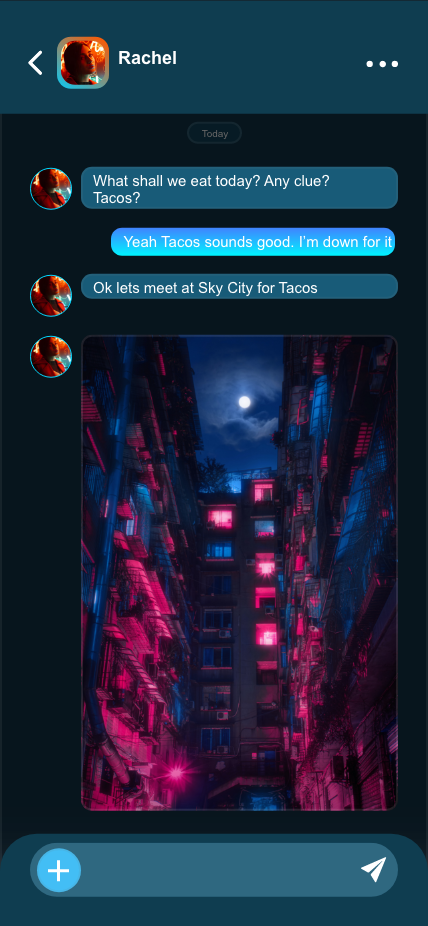 Rachel
Today
What shall we eat today? Any clue?
Tacos?
Yeah Tacos sounds good. I'm down for it
Ok lets meet at Sky City for Tacos